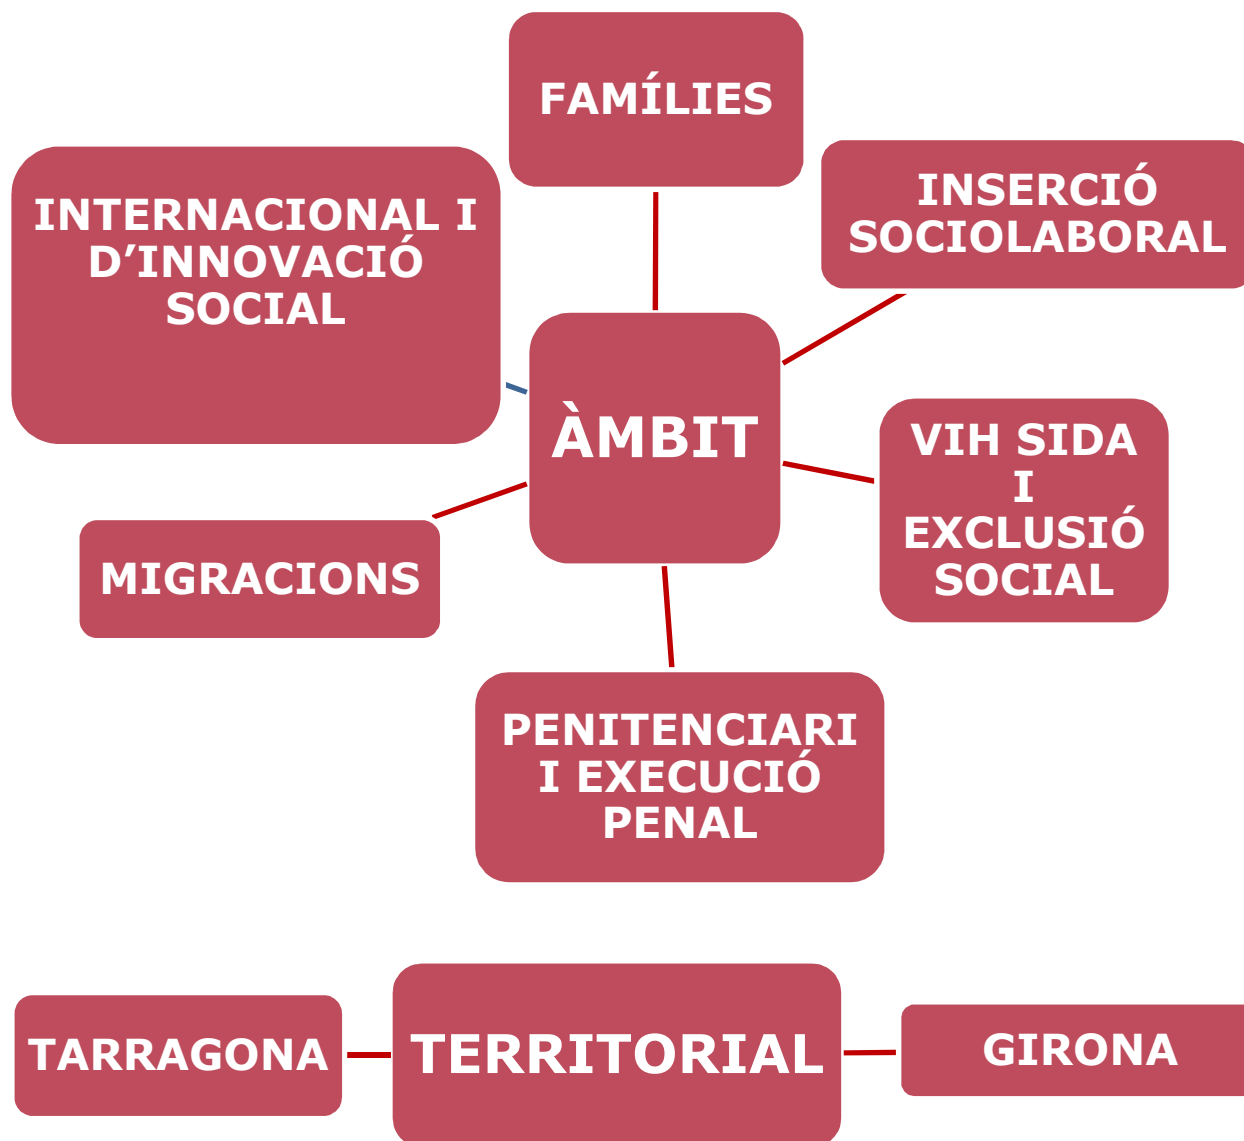 FAMÍLIES
INSERCIÓ
SOCIOLABORAL
INTERNACIONAL I
D’INNOVACIÓ
SOCIAL
ÀMBIT
VIH SIDA
I
EXCLUSIÓ
SOCIAL
MIGRACIONS
PENITENCIARI
I EXECUCIÓ
PENAL
TARRAGONA
TERRITORIAL
GIRONA